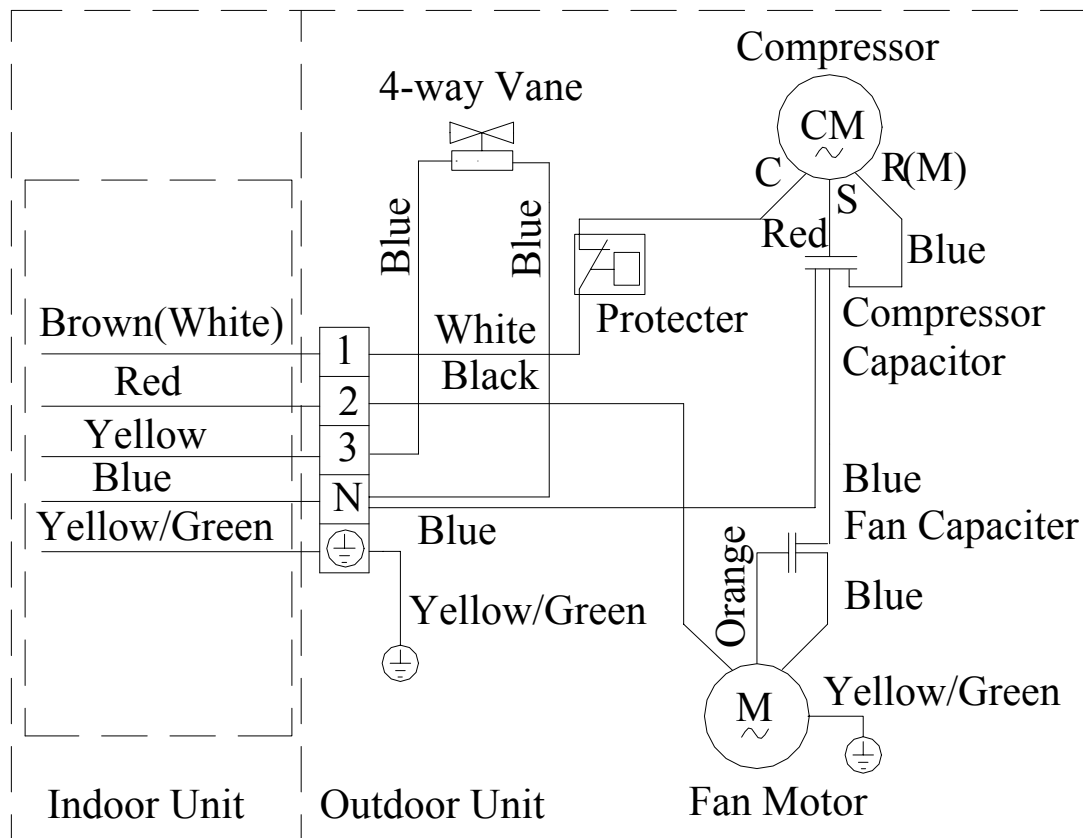 Compressor
4-way Vane
CM
C
S
R(M)
Blue
Blue
Red
Blue
Protecter
Compressor
Capacitor
Brown(White)
1
White
Red
2
Black
Yellow
3
Blue
N
Blue
Yellow/Green
Yellow/Green
Blue
Fan Capaciter
Orange
Blue
M
Yellow/Green
Indoor Unit
Outdoor Unit
Fan Motor